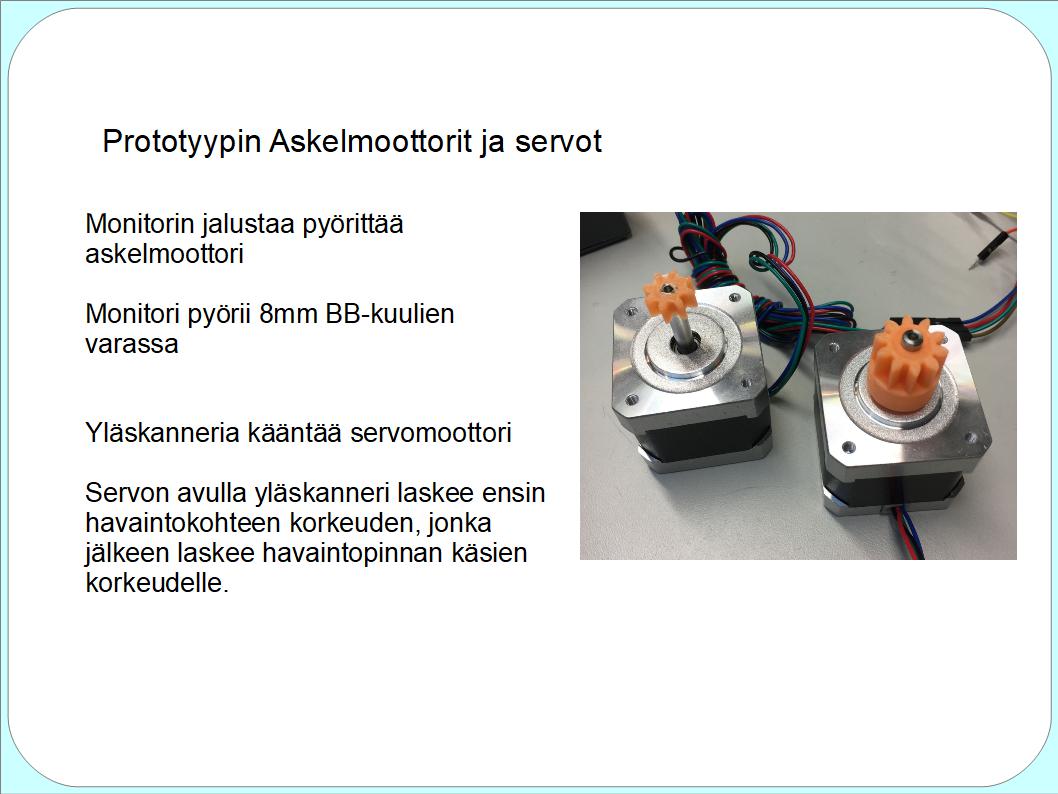 Prototyypin Askelmoottorit ja servot
Monitorin jalustaa pyörittää
askelmoottori
Monitori pyörii 8mm BB-kuulien
varassa
Yläskanneria kääntää servomoottori
Servon avulla yläskanneri laskee ensin
havaintokohteen korkeuden, jonka
jälkeen laskee havaintopinnan käsien
korkeudelle.